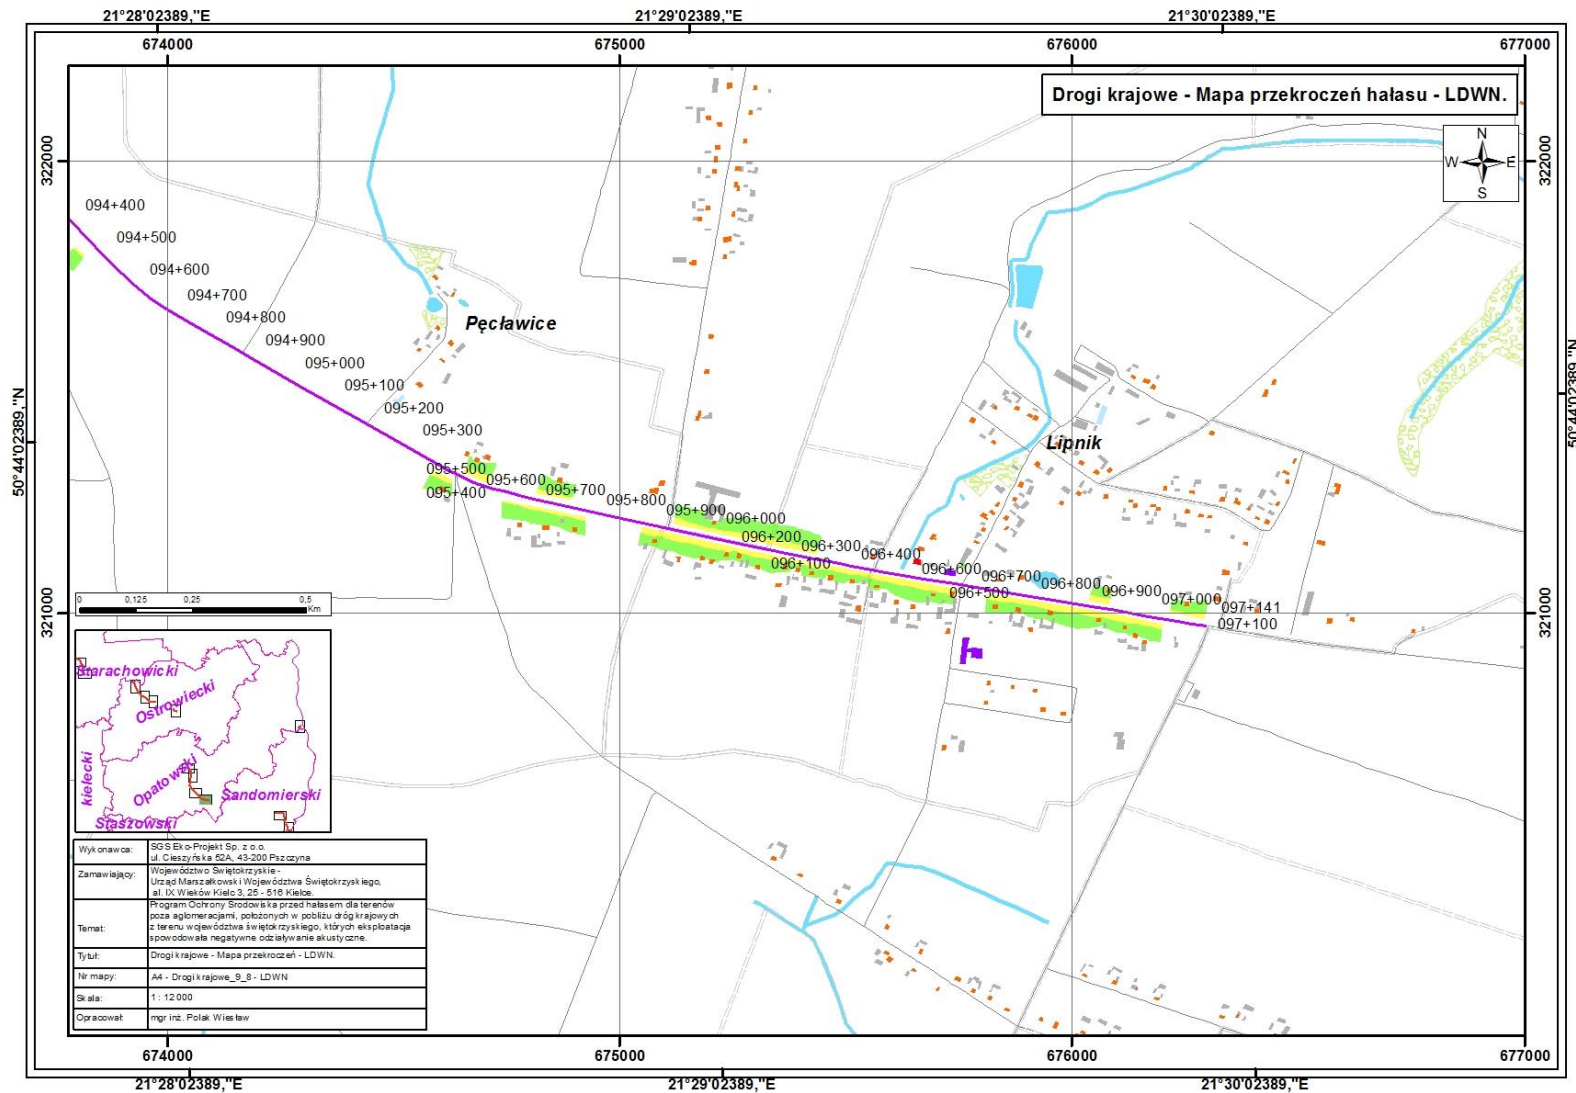 21°28'02389,"E
21°29'02389,"E
21°30'02389,"E
674000
675000
676000
677000
Drogi krajowe - Mapa przekroczeń hałasu - LDWN.
N
W
E
S
322000
322000
094+400
094+500
094+600
094+700
094+800
094+900
095+000
095+100
095+200
095+300
Pęcławice
50°44'02389,"N
50°44'02389,"N
Lipnik
095+500
095+400
095+600
095+700
095+800
095+900
096+000
096+200
096+100
096+300
096+400
096+600
096+500
096+700
096+800
096+900
097+000
097+141
097+100
321000
321000
0
0,125
0,25
0,5
Km
Starachowicki
Ostrowiecki
kielecki
Opatowski
Sandomierski
Staszowski
Wykonawca:
SGS Eko-Projekt Sp. z o.o.
ul. Cieszyńska 52A, 43-200 Pszczyna
Zamawiający:
Województwo Świętokrzyskie -
Urząd Marszałkowski Województwa Świętokrzyskiego,
al. IX Wieków Kielc 3, 25 - 516 Kielce.
Temat:
Program Ochrony Środowiska przed hałasem dla terenów
poza aglomeracjami, położonych w pobliżu dróg krajowych
z terenu województwa świętokrzyskiego, których eksploatacja
spowodowała negatywne odziaływanie akustyczne.
Tytuł:
Drogi krajowe - Mapa przekroczeń - LDWN.
Nr mapy:
A4 - Drogi krajowe_9_8 - LDWN
Skala:
1 : 12 000
Opracował:
mgr inż. Polak Wiesław
674000
675000
676000
677000
21°28'02389,"E
21°29'02389,"E
21°30'02389,"E